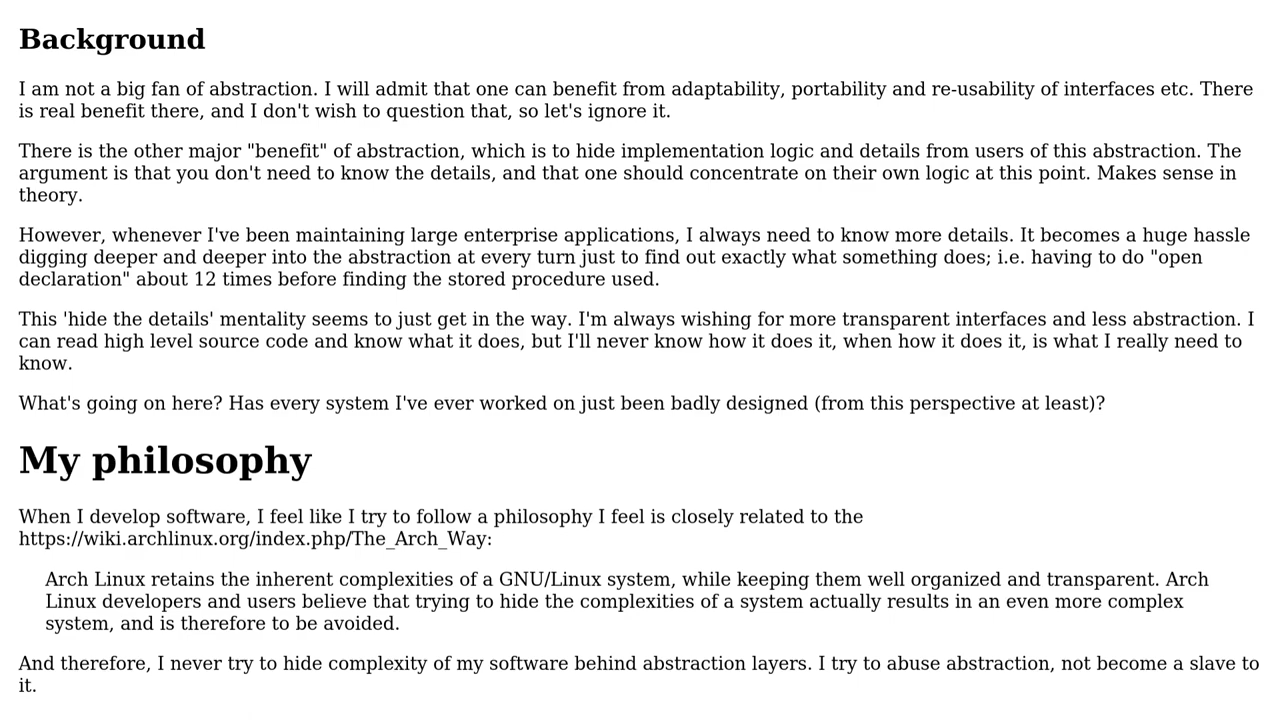 Background
I am not a big fan of abstraction. I will admit that one can benefit from adaptability, portability and re-usability of interfaces etc. There
is real benefit there, and I don't wish to question that, so let's ignore it.
There is the other major "benefit" of abstraction, which is to hide implementation logic and details from users of this abstraction. The
argument is that you don't need to know the details, and that one should concentrate on their own logic at this point. Makes sense in
theory.
However, whenever I've been maintaining large enterprise applications, I always need to know more details. It becomes a huge hassle
digging deeper and deeper into the abstraction at every turn just to find out exactly what something does; i.e. having to do "open
declaration" about 12 times before finding the stored procedure used.
This 'hide the details' mentality seems to just get in the way. I'm always wishing for more transparent interfaces and less abstraction. I
can read high level source code and know what it does, but I'll never know how it does it, when how it does it, is what I really need to
know.
What's going on here? Has every system I've ever worked on just been badly designed (from this perspective at least)?
My philosophy
When I develop software, I feel like I try to follow a philosophy I feel is closely related to the
https://wiki.archlinux.org/index.php/The_Arch_Way:
Arch Linux retains the inherent complexities of a GNU/Linux system, while keeping them well organized and transparent. Arch
Linux developers and users believe that trying to hide the complexities of a system actually results in an even more complex
system, and is therefore to be avoided.
And therefore, I never try to hide complexity of my software behind abstraction layers. I try to abuse abstraction, not become a slave to
it.